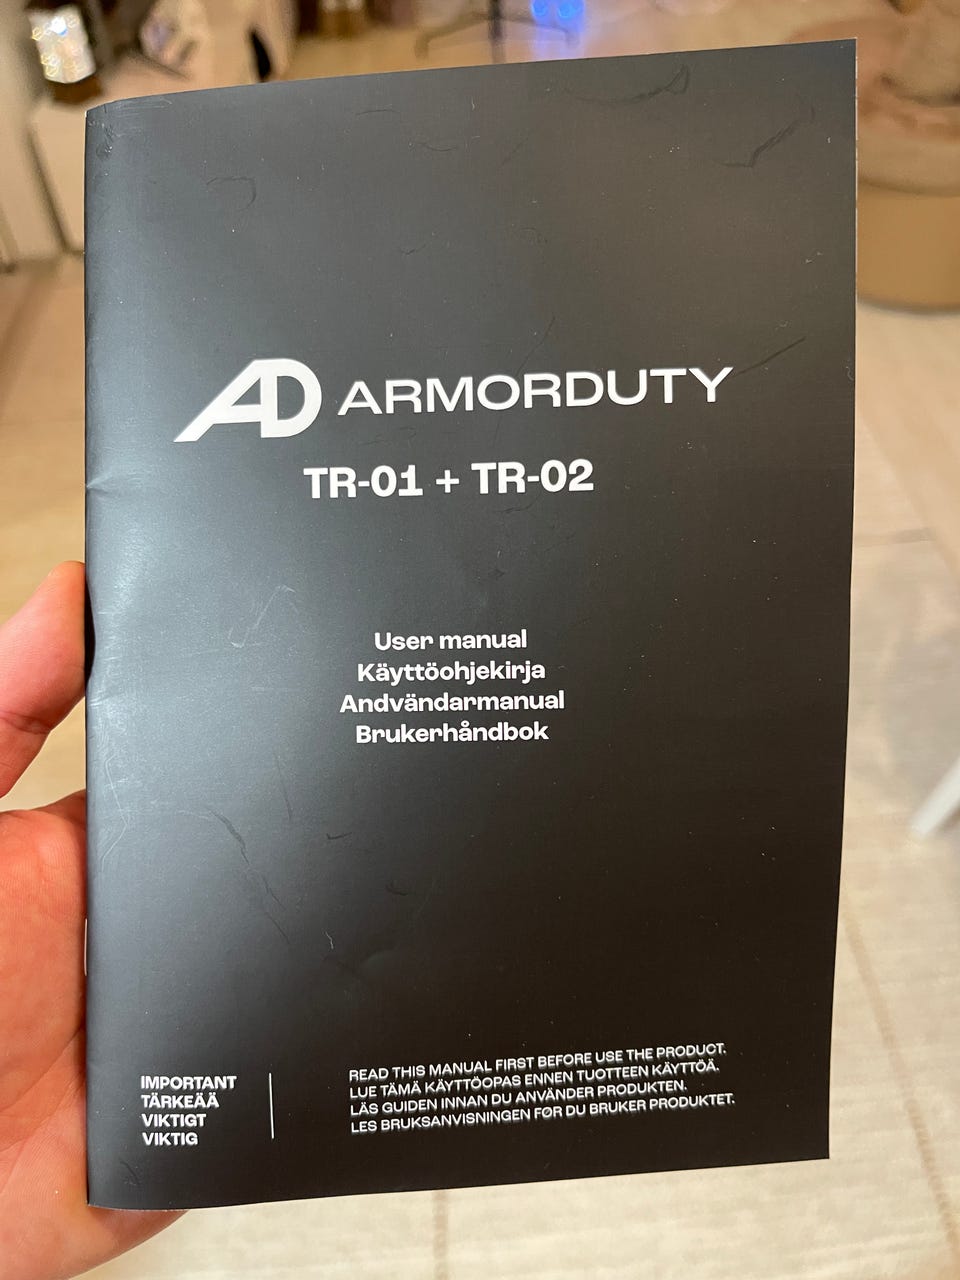 AD ARMORDUTY
TR-01 + TR-02
User manual
Käyttöohjekirja
Andvändarmanual
Brukerhåndbok
IMPORTANT
TÄRKEÄÄ
VIKTIGT
VIKTIG
READ THIS MANUAL FIRST BEFORE USE THE PRODUCT.
LUE TÄMÄ KÄYTTÖOPAS ENNEN TUOTTEEN KÄYTTÖÄ.
LÄS GUIDEN INNAN DU ANVÄNDER PRODUKTEN.
LES BRUKSANVISNINGEN FØR DU BRUKER PRODUKTET.